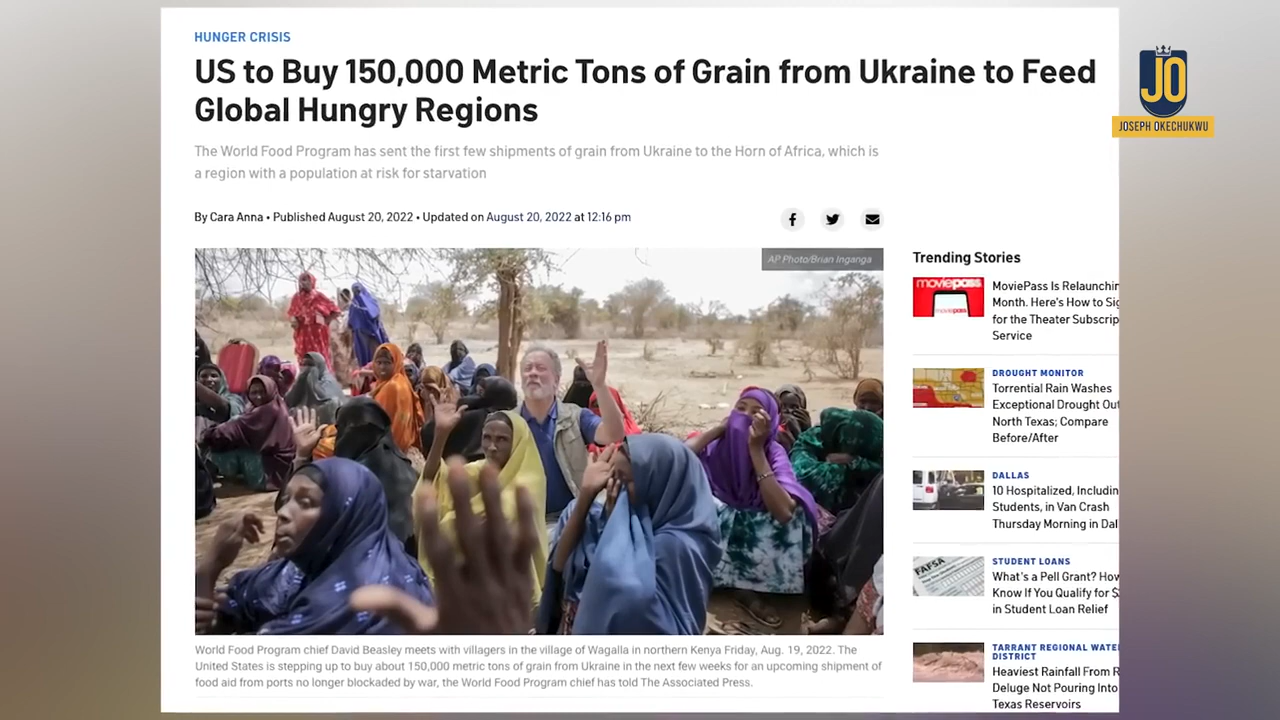 HUNGER CRISIS
US to Buy 150,000 Metric Tons of Grain from Ukraine to Feed
Global Hungry Regions
The World Food Program has sent the first few shipments of grain from Ukraine to the Horn of Africa, which is
a region with a population at risk for starvation
By Cara Anna • Published August 20, 2022 • Updated on August 20, 2022 at 12:16 pm
AP Photo/Brian Inganga
World Food Program chief David Beasley meets with villagers in the village of Wagalla in northern Kenya Friday, Aug. 19, 2022. The
United States is stepping up to buy about 150,000 metric tons of grain from Ukraine in the next few weeks for an upcoming shipment of
food aid from ports no longer blockaded by war, the World Food Program chief has told The Associated Press.
Trending Stories
moviepass
moviepass
MoviePass Is Relaunchin
Month. Here's How to Si
for the Theater Subscrip
Service
DROUGHT MONITOR
Torrential Rain Washes
Exceptional Drought Out
North Texas; Compare
Before/After
DALLAS
10 Hospitalized, Includin
Students, in Van Crash
Thursday Morning in Dal
FAFSA
STUDENT LOANS
What's a Pell Grant? How
Know If You Qualify for $
in Student Loan Relief
TARRANT REGIONAL WATE
DISTRICT
Heaviest Rainfall From R
Deluge Not Pouring Into
Texas Reservoirs
JO
JOSEPH OKECHUKWU